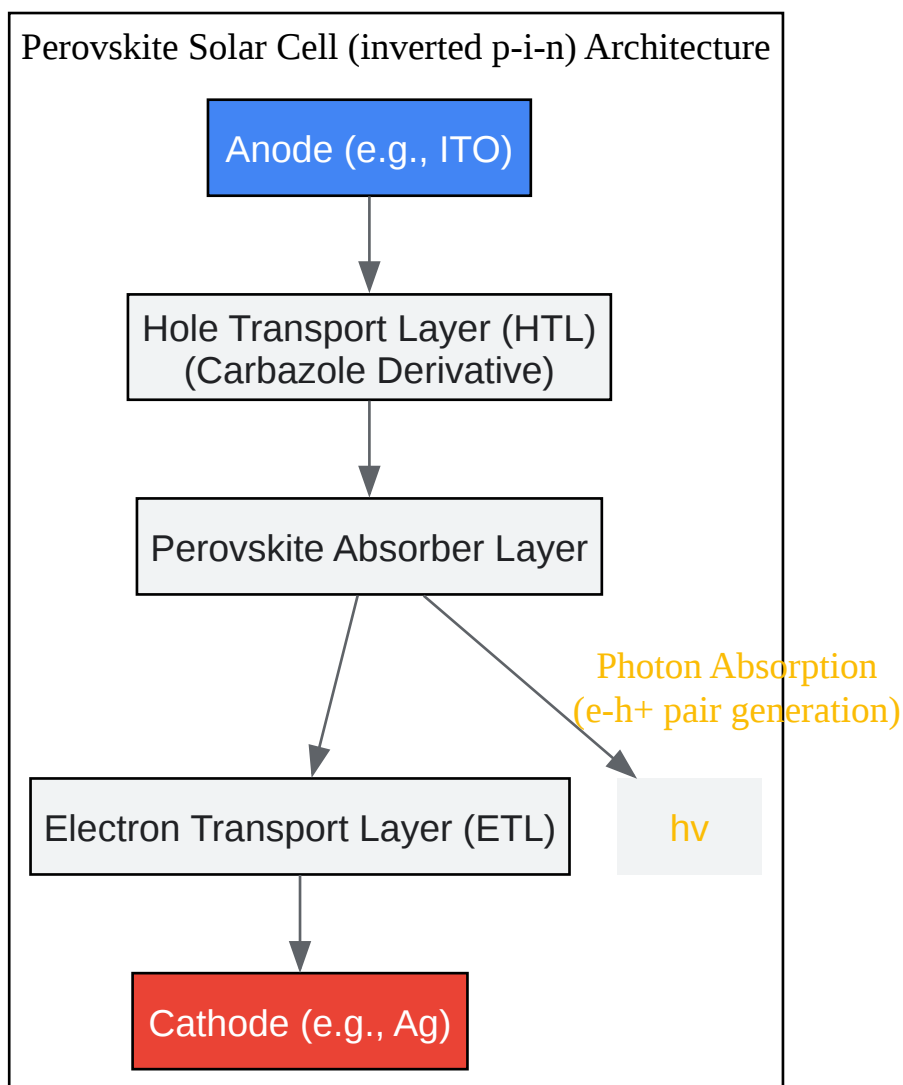 Perovskite Solar Cell (inverted p-i-n) Architecture
Anode (e.g., ITO)
Hole Transport Layer (HTL)
(Carbazole Derivative)
Perovskite Absorber Layer
Photon Absorption
(e-h+ pair generation)
Electron Transport Layer (ETL)
hv
Cathode (e.g., Ag)